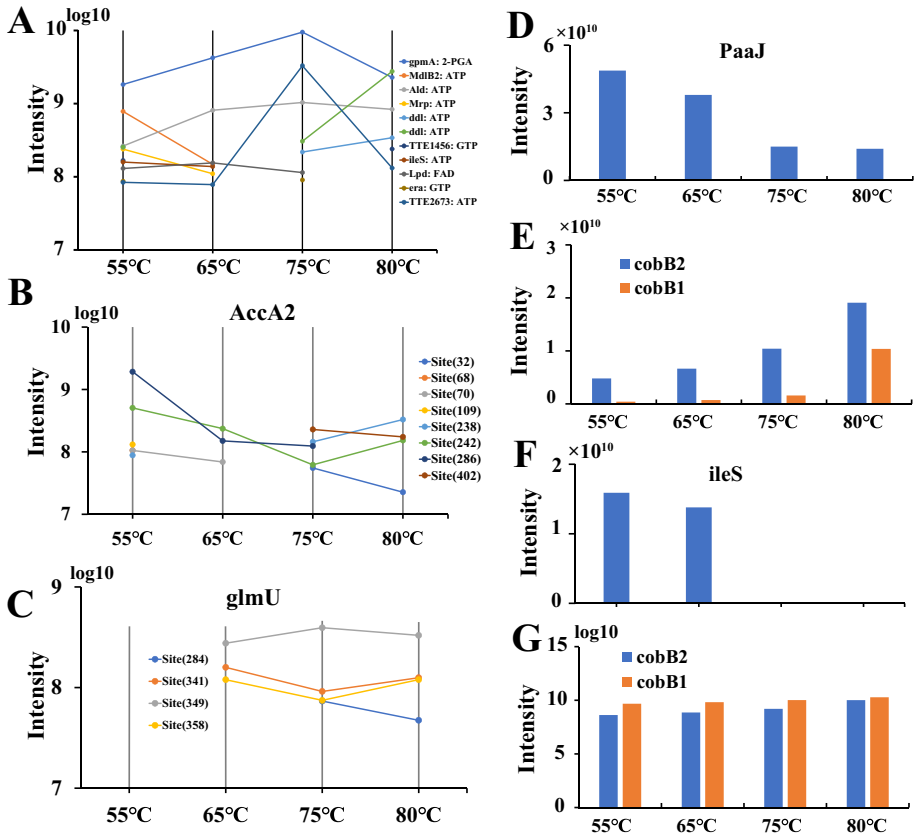 A
log10
10
9
8
7
Intensity
55°C
65°C
75°C
80°C
gpmA: 2-PGA
MdlB2: ATP
Ald: ATP
Mrp: ATP
ddl: ATP
ddl: ATP
TTE1456: GTP
ileS: ATP
Lpd: FAD
era: GTP
TTE2673: ATP
B
log10
AccA2
10
9
8
7
Intensity
55°C
65°C
75°C
80°C
Site(32)
Site(68)
Site(70)
Site(109)
Site(238)
Site(242)
Site(286)
Site(402)
C
log10
glmU
9
8
7
Intensity
55°C
65°C
75°C
80°C
Site(284)
Site(341)
Site(349)
Site(358)
D
×10¹⁰
PaaJ
6
3
0
Intensity
55°C
65°C
75°C
80°C
E
×10¹⁰
3
2
1
0
Intensity
cobB2
cobB1
55°C
65°C
75°C
80°C
F
×10¹⁰
ileS
2
1
0
Intensity
G
log10
15
10
5
0
Intensity
cobB2
cobB1
55°C
65°C
75°C
80°C